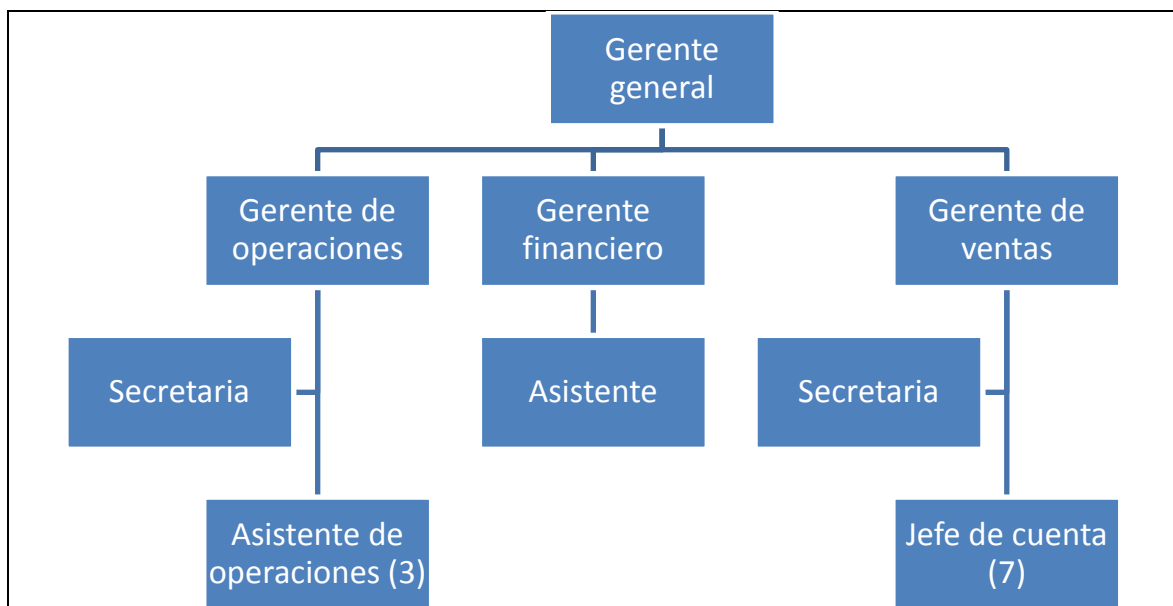 Gerente
general
Gerente de
operaciones
Gerente
financiero
Gerente de
ventas
Secretaria
Asistente
Secretaria
Asistente de
operaciones (3)
Jefe de cuenta
(7)